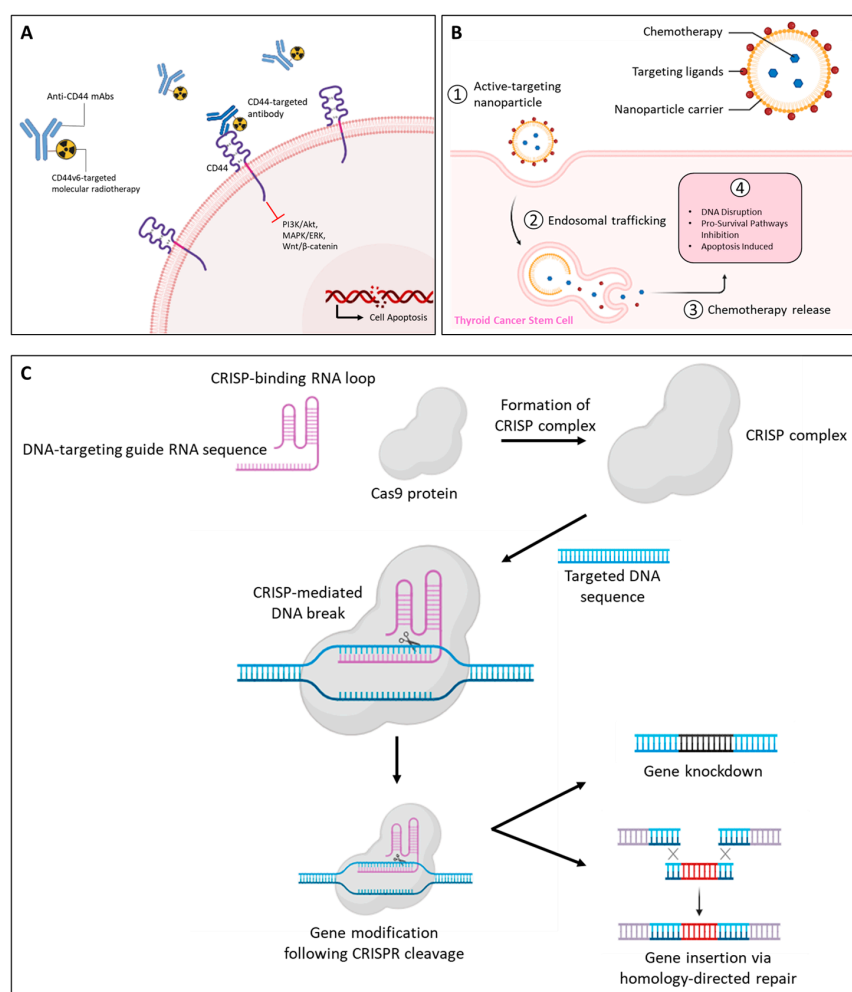 A
Anti-CD44 mAbs
CD44v6-targeted
molecular radiotherapy
CD44-targeted
antibody
CD44
PI3K/Akt,
MAPK/ERK,
Wnt/β-catenin
Cell Apoptosis
B
Chemotherapy
Targeting ligands
Nanoparticle carrier
1 Active-targeting
nanoparticle
2 Endosomal trafficking
4
• DNA Disruption
• Pro-Survival Pathways
Inhibition
• Apoptosis Induced
3 Chemotherapy release
Thyroid Cancer Stem Cell
C
CRISP-binding RNA loop
DNA-targeting guide RNA sequence
Cas9 protein
Formation of
CRISP complex
CRISP complex
CRISP-mediated
DNA break
Targeted DNA
sequence
Gene modification
following CRISPR cleavage
Gene knockdown
Gene insertion via
homology-directed repair